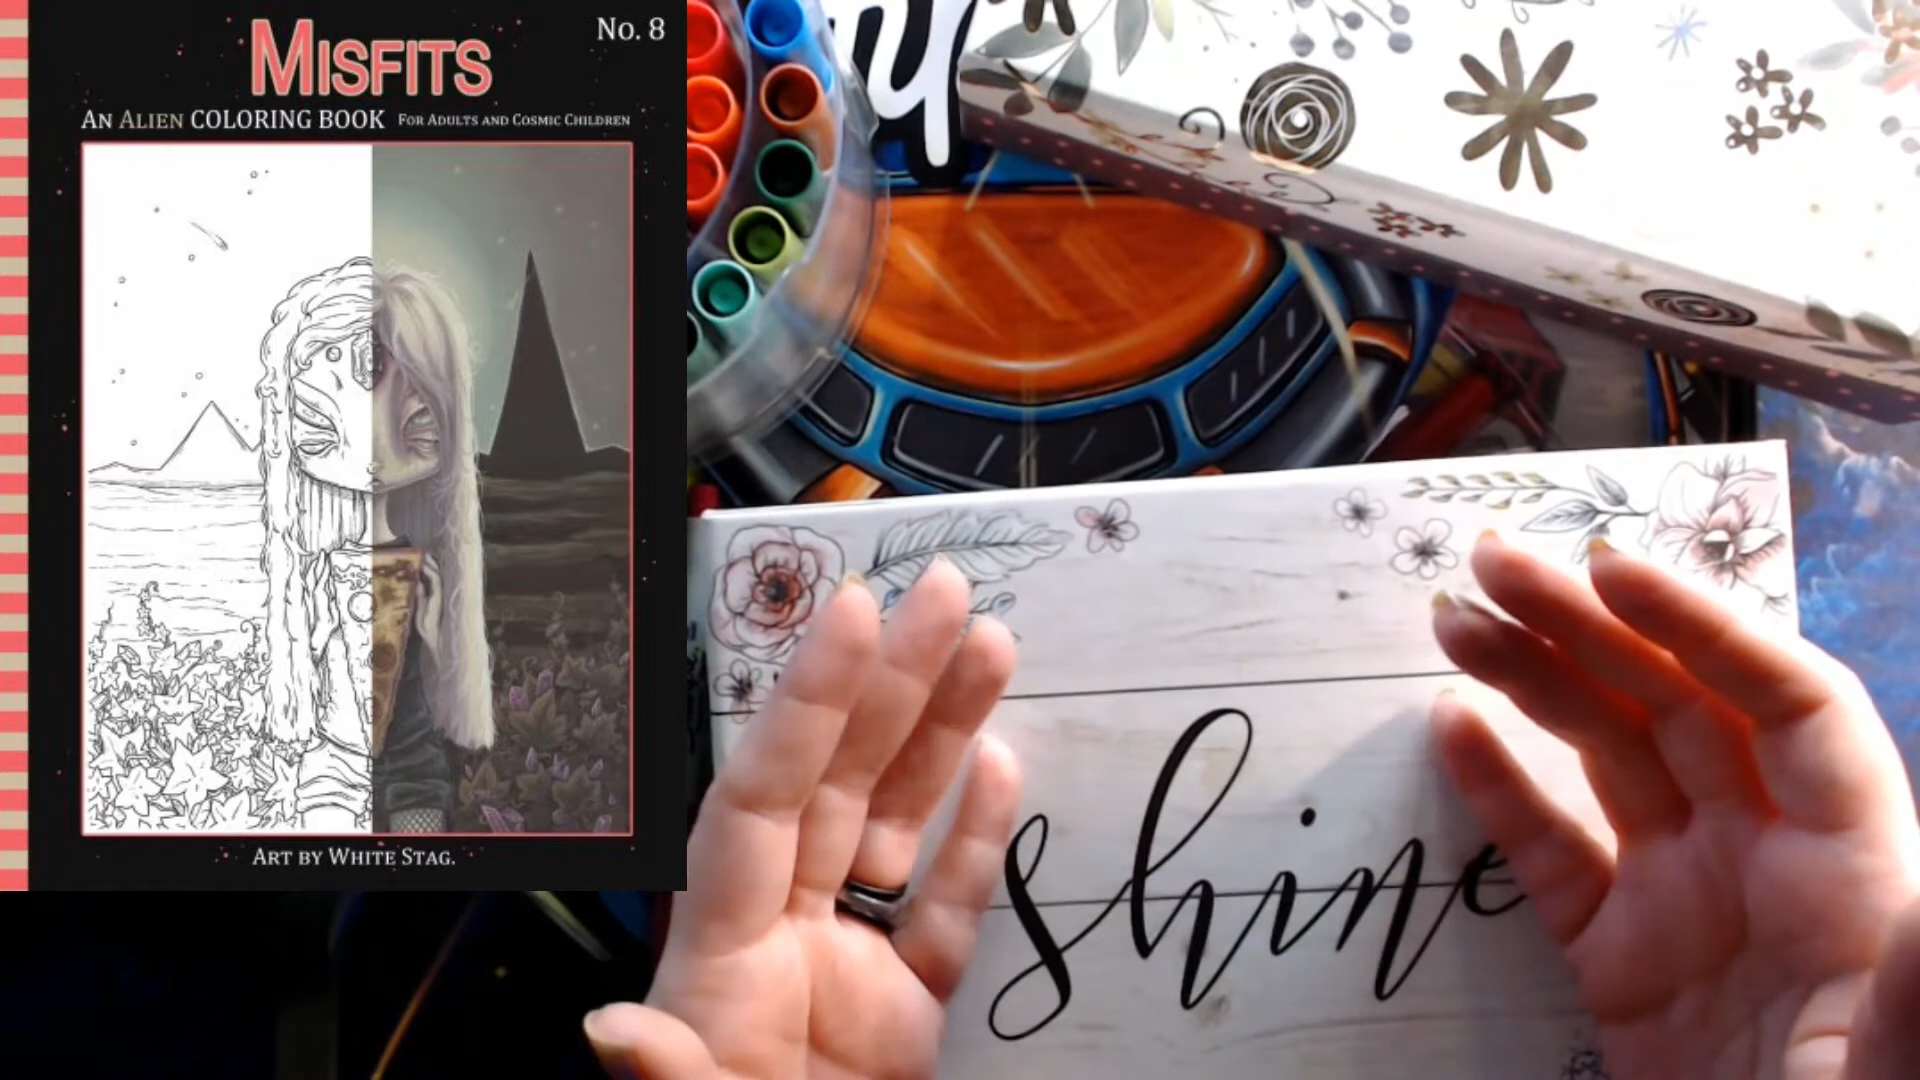 No. 8
MISFITS
AN ALIEN COLORING BOOK FOR ADULTS AND COSMIC CHILDREN
ART BY WHITE STAG.
shine